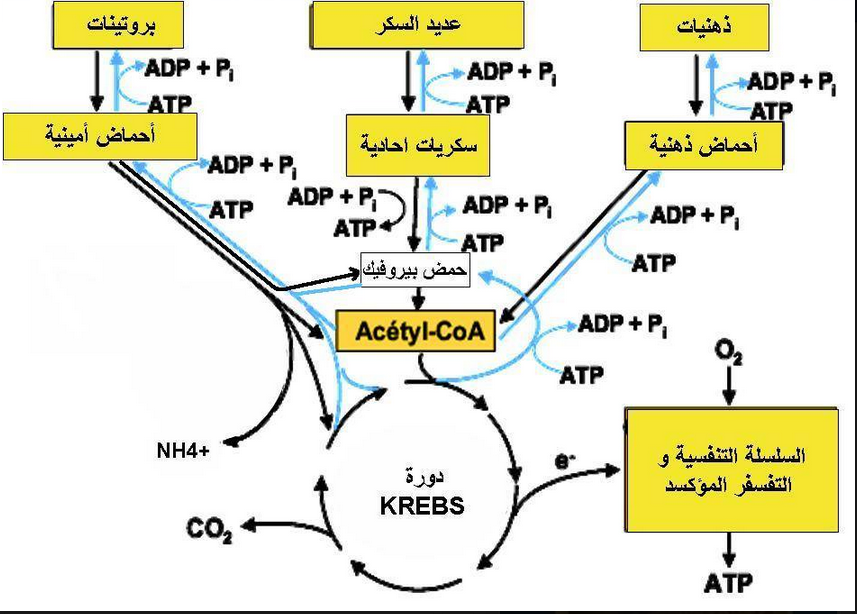 بروتينات
عديد السكر
ذهنيات
ADP + Pi
ATP
ADP + Pi
ATP
ADP + Pi
ATP
أحماض أمينية
سكريات احادية
أحماض ذهنية
ADP + Pi
ATP
ADP + Pi
ATP
ADP + Pi
ATP
ADP + Pi
ATP
حمض بيروفيك
Acétyl-CoA
ADP + Pi
ATP
O2
NH4+
دورة
KREBS
e-
السلسلة التنفسية و
التفسفر المؤكسد
CO2
ATP